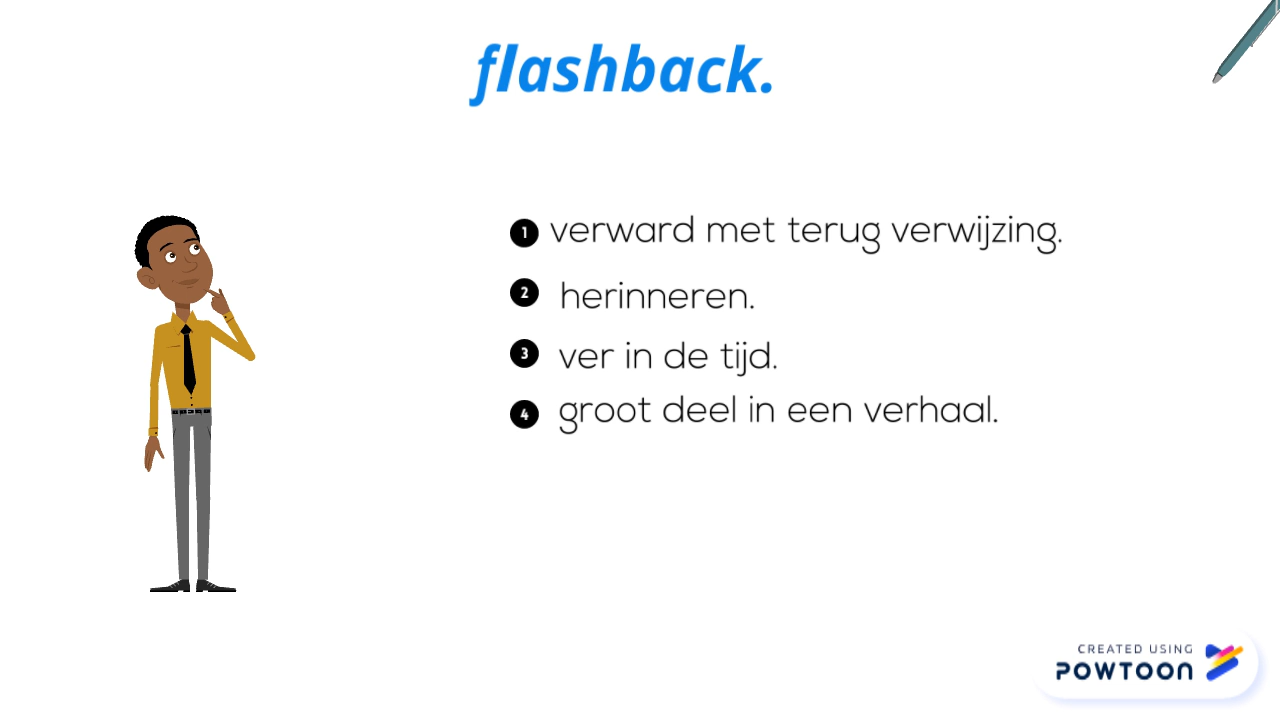 flashback.
1 verward met terug verwijzing.
2 herinneren.
3 ver in de tijd.
4 groot deel in een verhaal.
CREATED USING
POWTOON